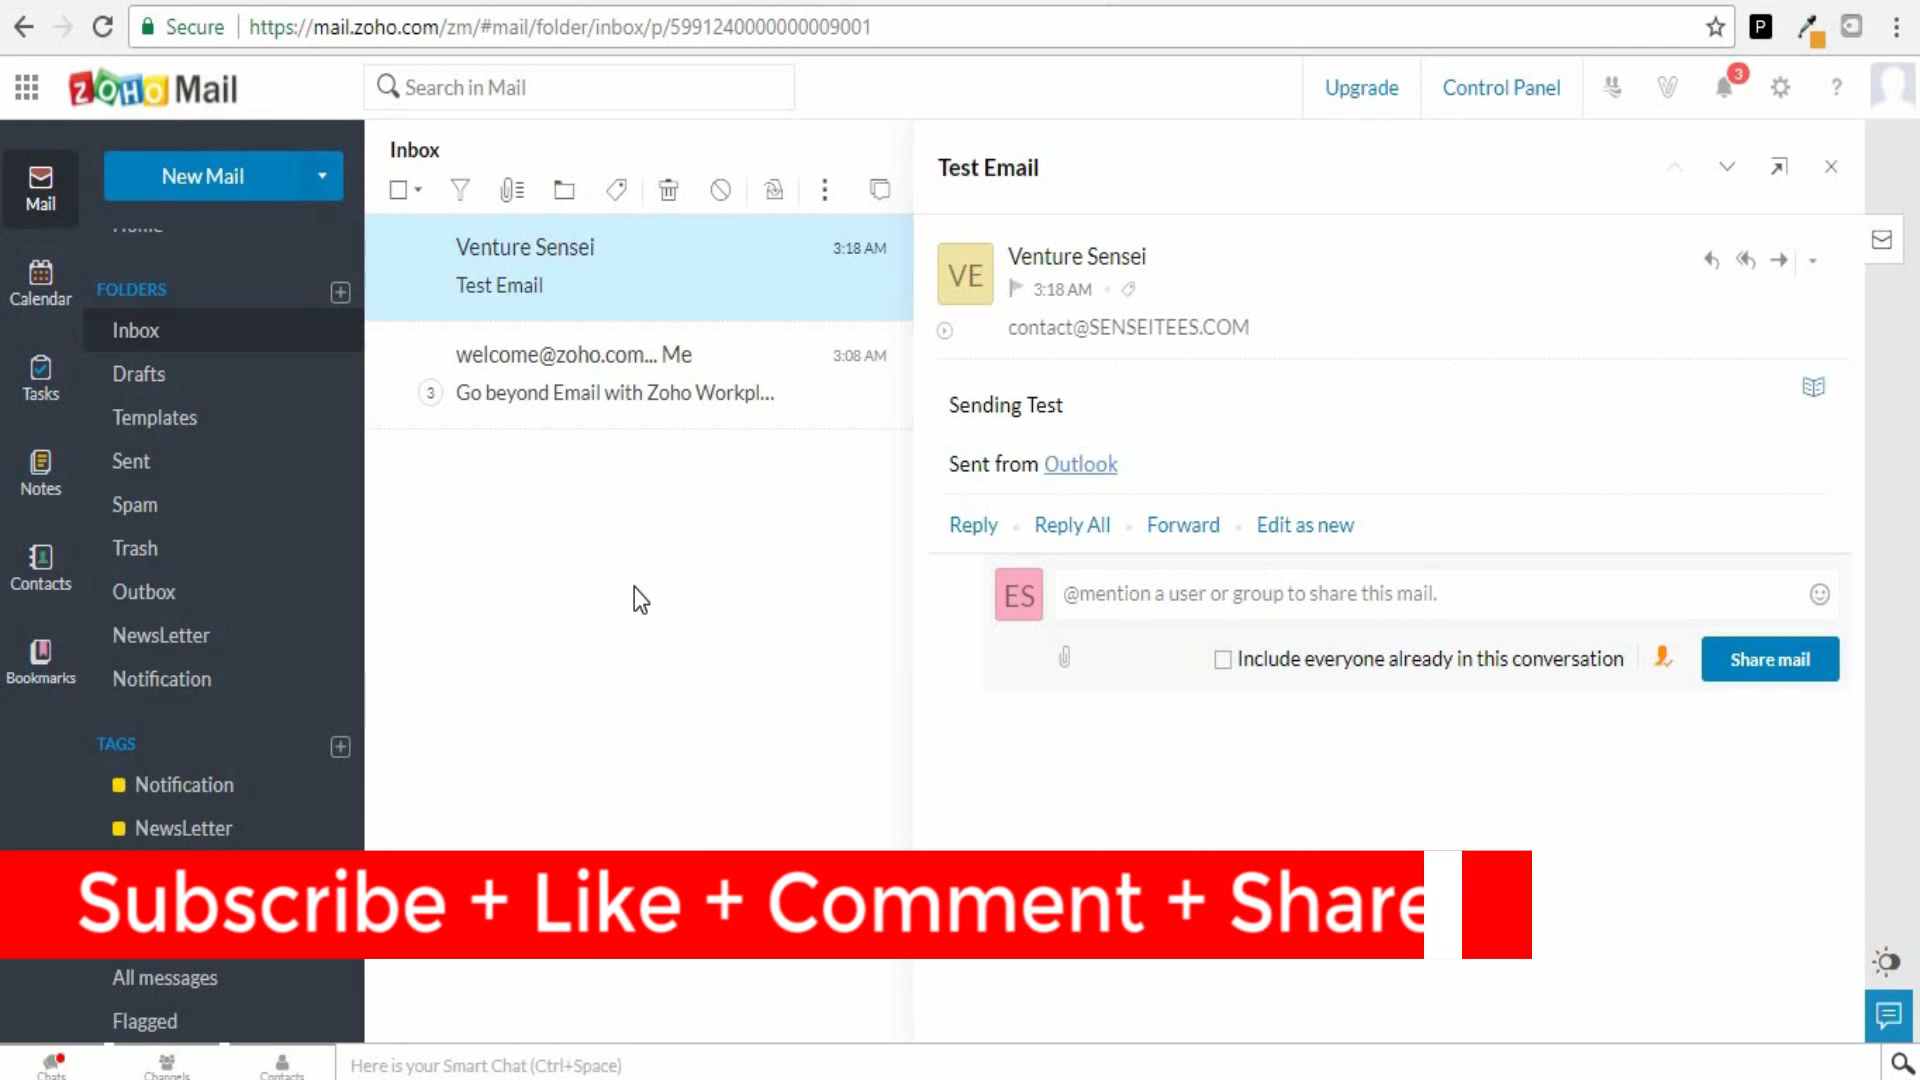 Secure
https://mail.zoho.com/zm/#mail/folder/inbox/p/5991240000000009001
P
ZOHO Mail
Search in Mail
Upgrade
Control Panel
3
?
Mail
Calendar
Tasks
Notes
Contacts
Bookmarks
New Mail
Home
FOLDERS
Inbox
Drafts
Templates
Sent
Spam
Trash
Outbox
NewsLetter
Notification
TAGS
Notification
NewsLetter
All messages
Flagged
Inbox
Venture Sensei 3:18 AM
Test Email
welcome@zoho.com... Me 3:08 AM
3 Go beyond Email with Zoho Workpl...
Test Email
VE
Venture Sensei
3:18 AM
contact@SENSEITEES.COM
Sending Test
Sent from Outlook
Reply Reply All Forward Edit as new
ES
@mention a user or group to share this mail.
Include everyone already in this conversation
Share mail
Subscribe + Like + Comment + Share
Chats
Channels
Contacts
Here is your Smart Chat (Ctrl+Space)